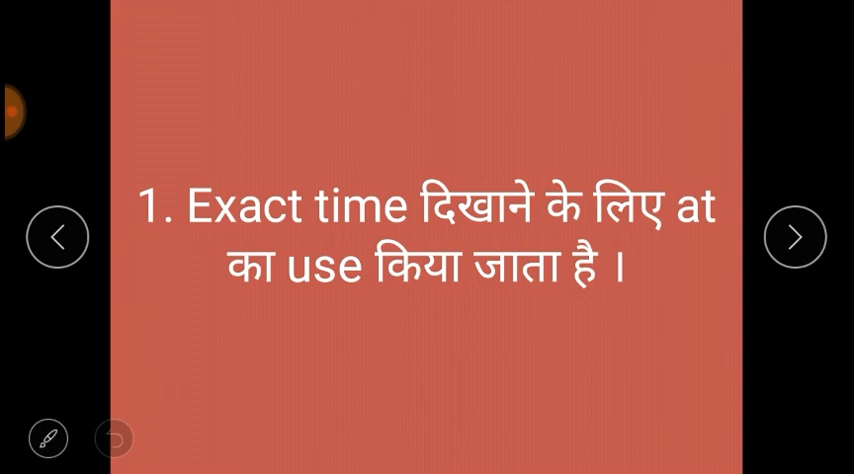 1. Exact time दिखाने के लिए at
का use किया जाता है ।